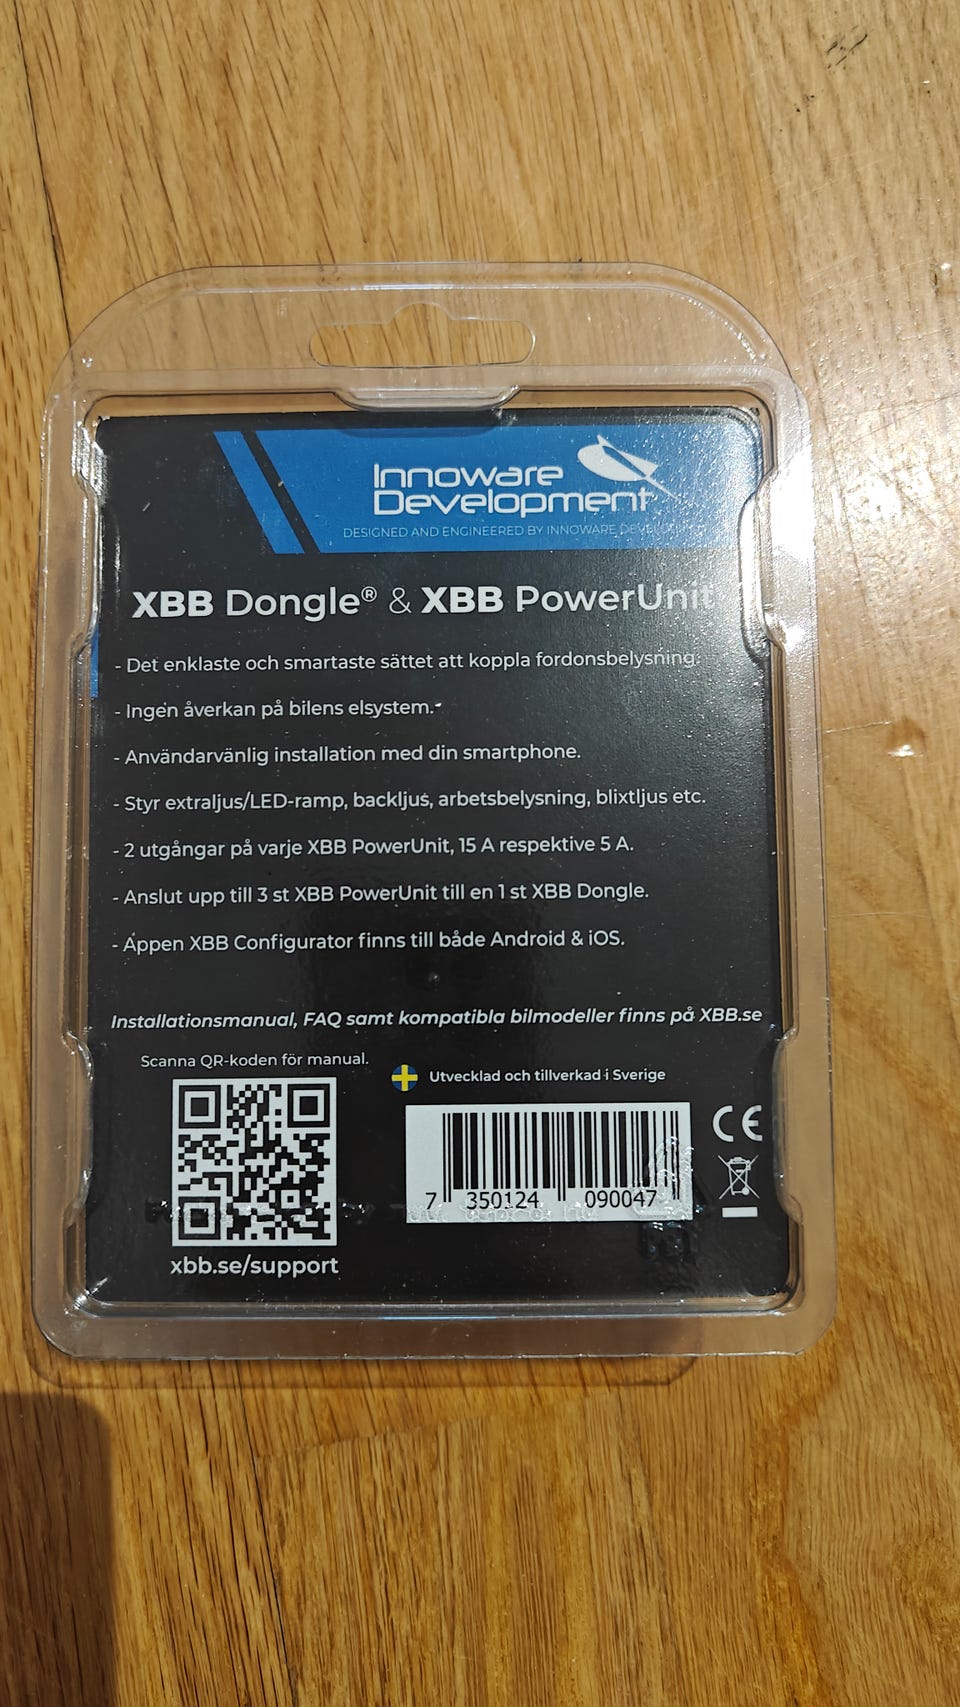 Innoware
Development
DESIGNED AND ENGINEERED BY INNOWARE
XBB Dongle® & XBB PowerUnit
- Det enklaste och smartaste sättet att koppla fordonsbelysning.
- Ingen åverkan på bilens elsystem.
- Användarvänlig installation med din smartphone.
- Styr extraljus/LED-ramp, backljus, arbetsbelysning, blixtljus etc.
- 2 utgångar på varje XBB PowerUnit, 15 A respektive 5 A.
- Anslut upp till 3 st XBB PowerUnit till en 1 st XBB Dongle.
- Appen XBB Configurator finns till både Android & iOS.
Installationsmanual, FAQ samt kompatibla bilmodeller finns på XBB.se
Scanna QR-koden för manual.
Utvecklad och tillverkad i Sverige
CE
7 350124 090047
xbb.se/support